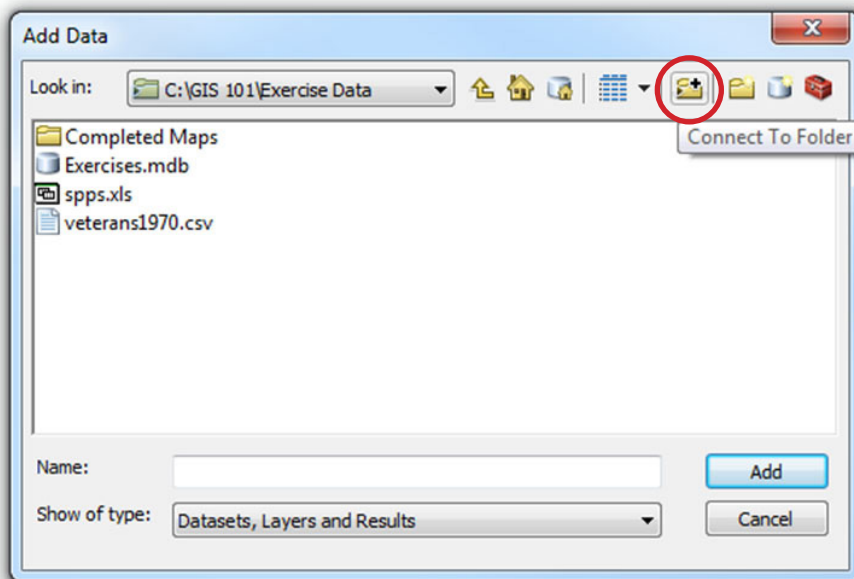 Add Data
Look in: C:\GIS 101\Exercise Data
Connect To Folder
Completed Maps
Exercises.mdb
spps.xls
veterans1970.csv
Name:
Add
Show of type: Datasets, Layers and Results
Cancel